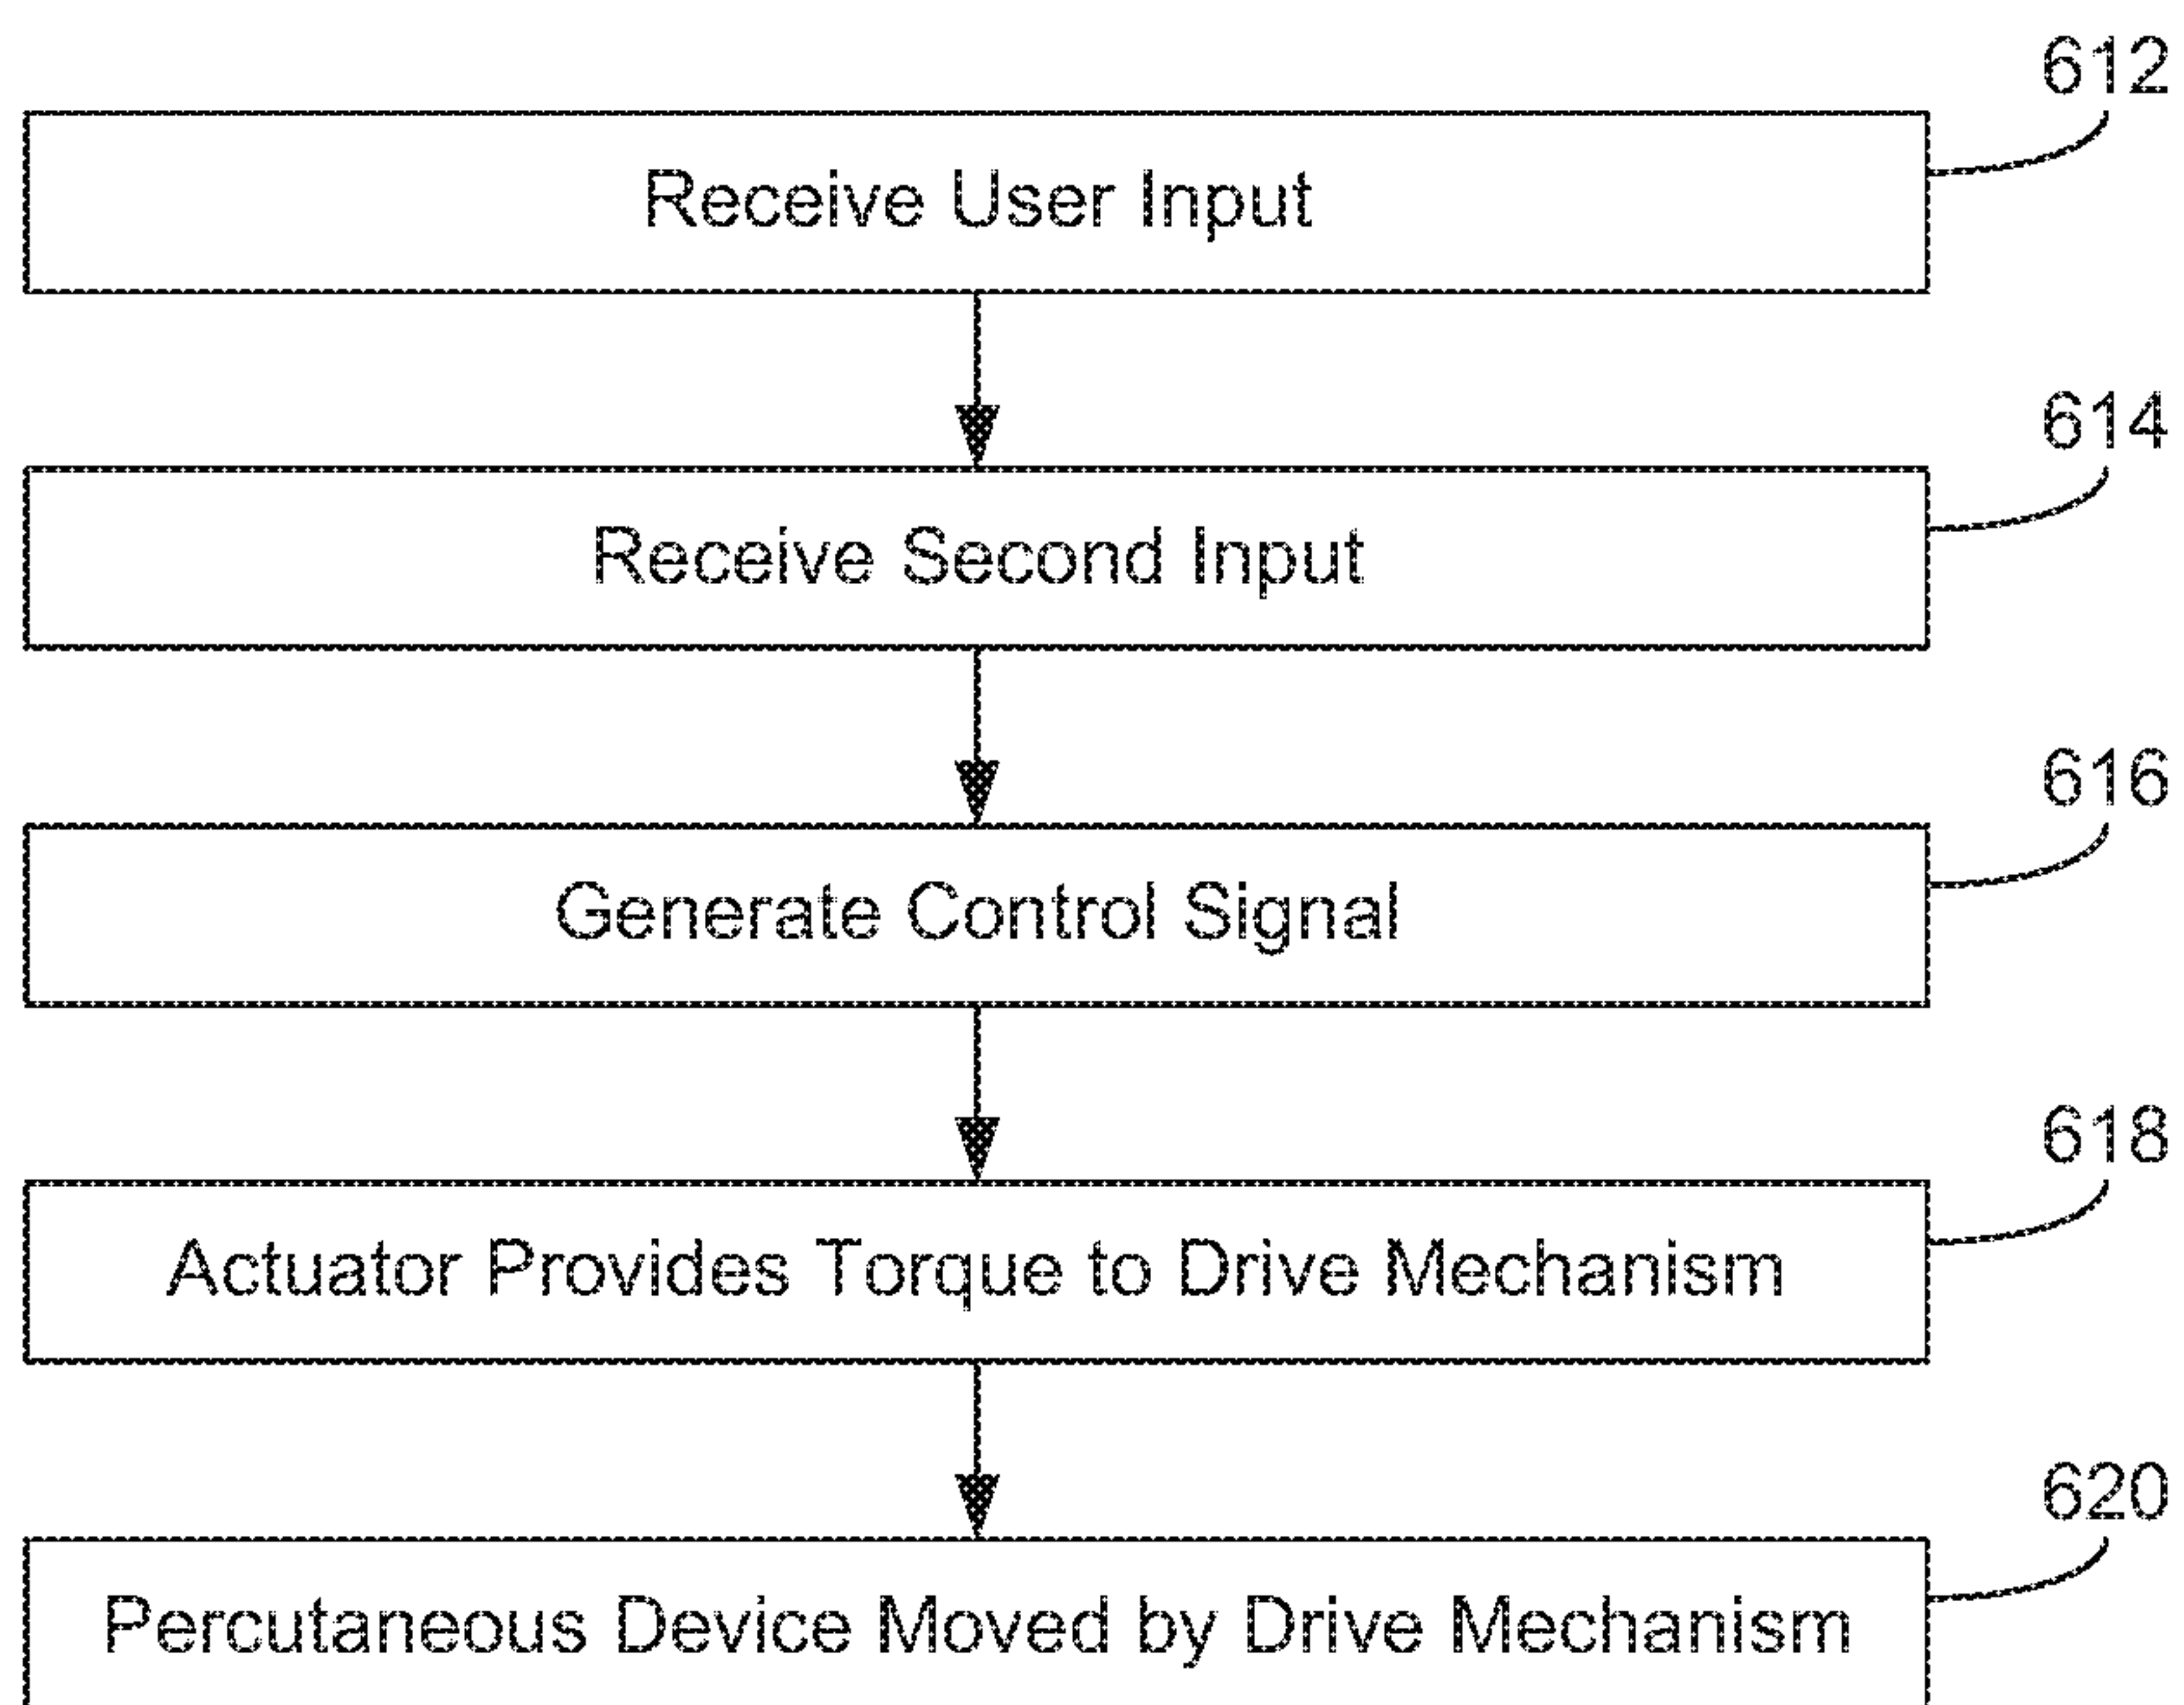 612
Receive User Input
614
Receive Second Input
616
Generate Control Signal
618
Actuator Provides Torque to Drive Mechanism
620
Percutaneous Device Moved by Drive Mechanism